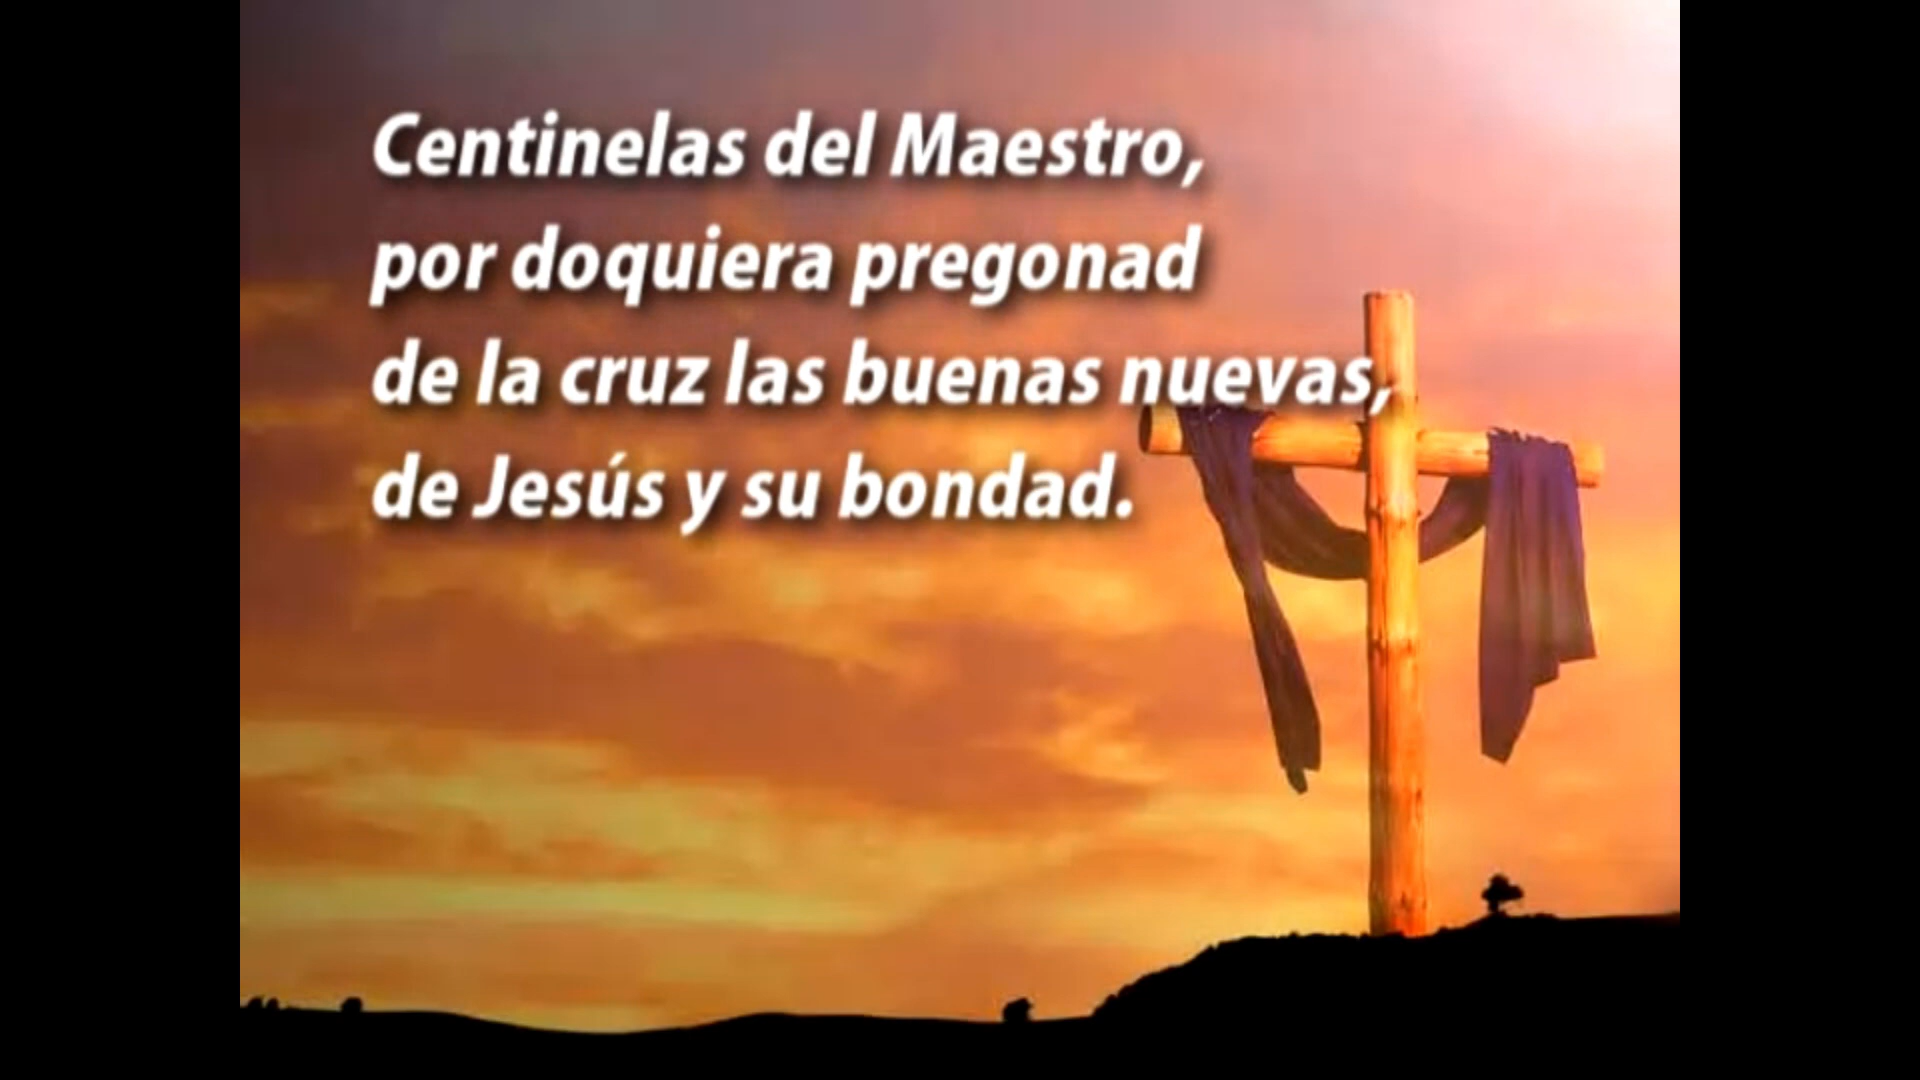 Centinelas del Maestro,
por doquiera pregonad
de la cruz las buenas nuevas,
de Jesús y su bondad.